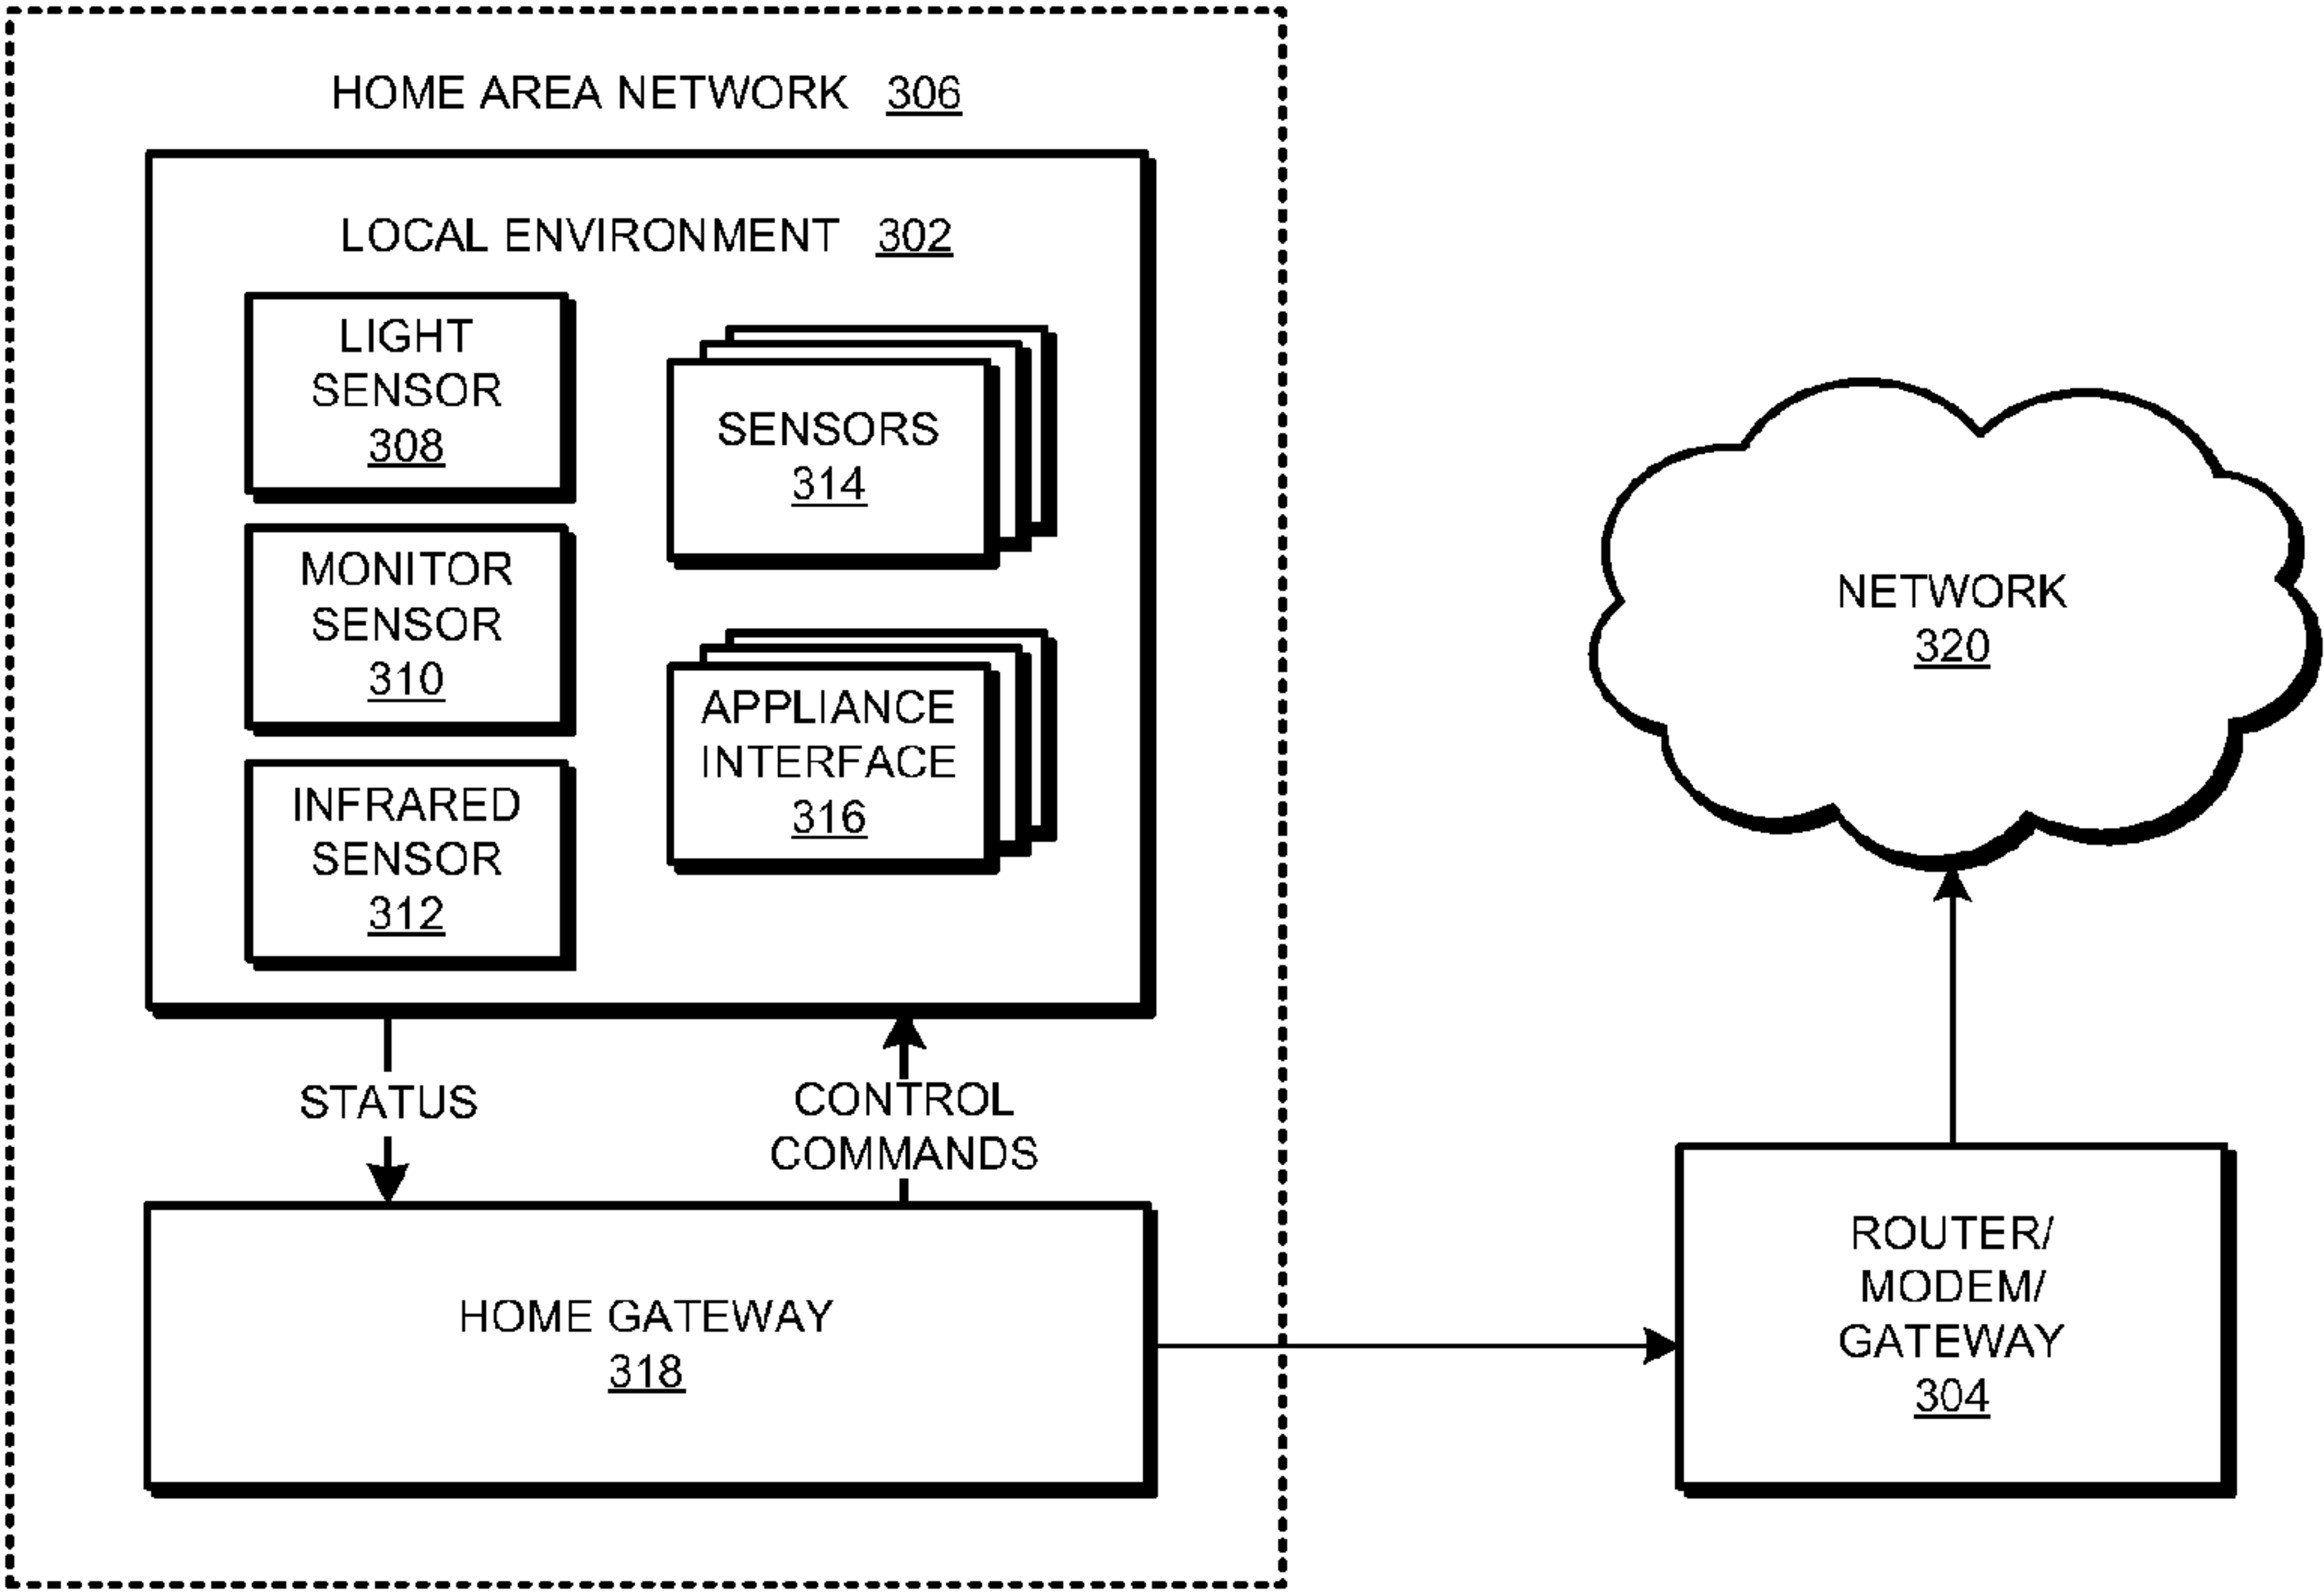 HOME AREA NETWORK 306
LOCAL ENVIRONMENT 302
LIGHT
SENSOR
308
MONITOR
SENSOR
310
INFRARED
SENSOR
312
SENSORS
314
APPLIANCE
INTERFACE
316
STATUS
CONTROL
COMMANDS
HOME GATEWAY
318
NETWORK
320
ROUTER/
MODEM/
GATEWAY
304